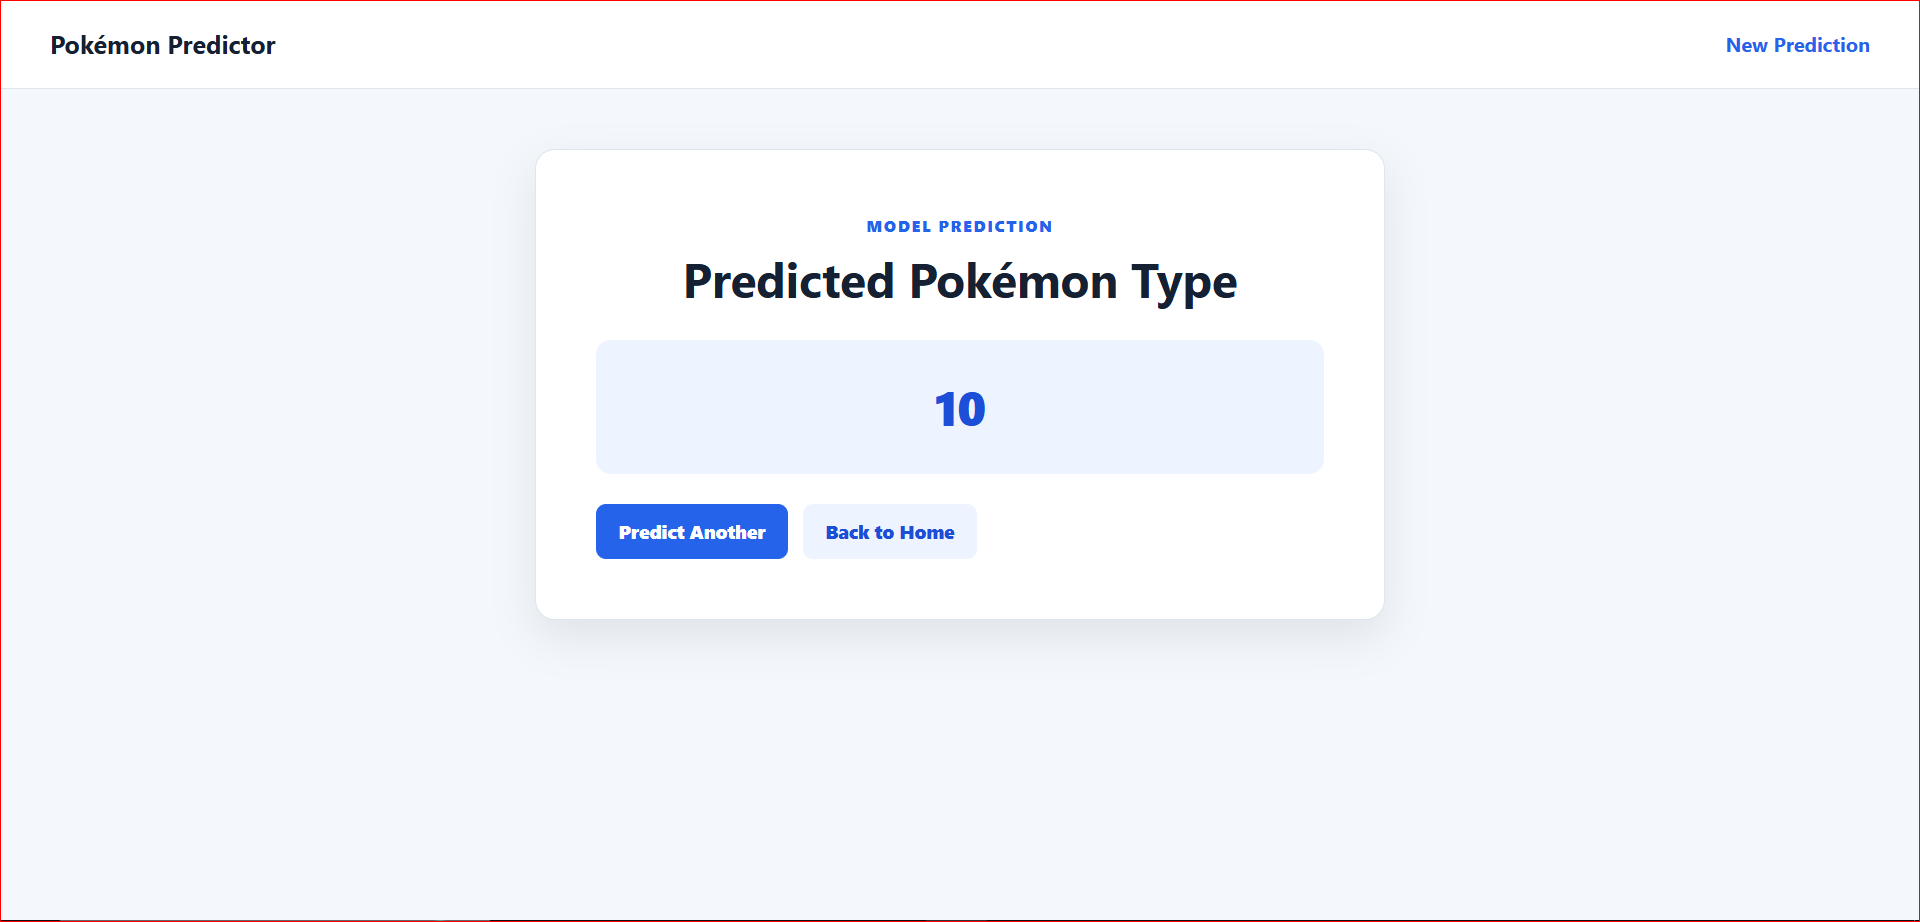 Pokémon Predictor
New Prediction
MODEL PREDICTION
Predicted Pokémon Type
10
Predict Another
Back to Home